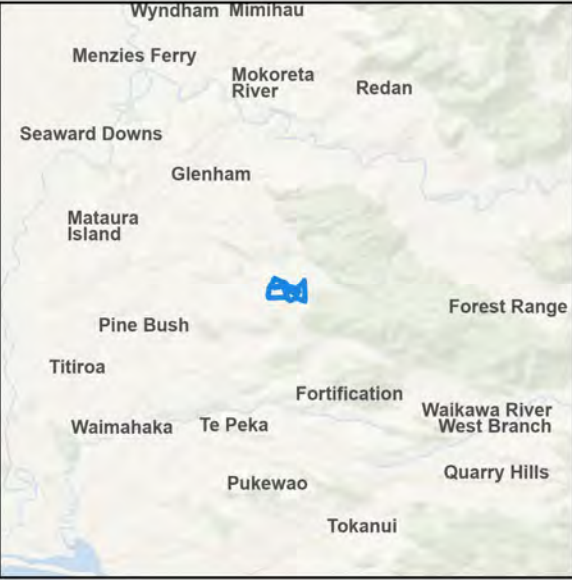 Wyndham Mimihau
Menzies Ferry
Mokoreta
River
Redan
Seaward Downs
Glenham
Mataura
Island
Forest Range
Pine Bush
Titiroa
Fortification
Waikawa River
West Branch
Waimahaka
Te Peka
Quarry Hills
Pukewao
Tokanui